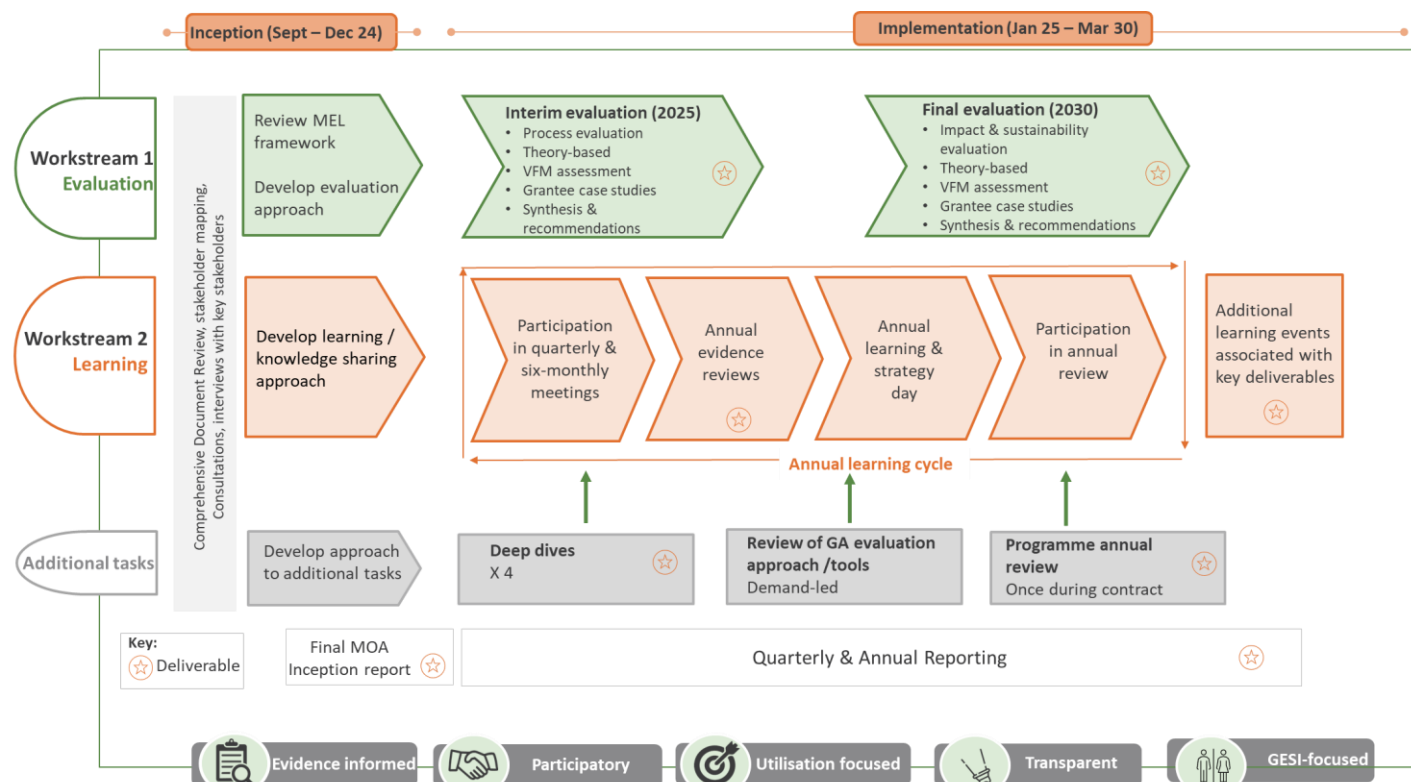 Inception (Sept – Dec 24)
Implementation (Jan 25 – Mar 30)
Workstream 1
Evaluation
Comprehensive Document Review, stakeholder mapping,
Consultations, interviews with key stakeholders
Review MEL
framework
Develop evaluation
approach
Interim evaluation (2025)
• Process evaluation
• Theory-based
• VFM assessment
• Grantee case studies
• Synthesis &
recommendations
Final evaluation (2030)
• Impact & sustainability
evaluation
• Theory-based
• VFM assessment
• Grantee case studies
• Synthesis & recommendations
Workstream 2
Learning
Develop learning /
knowledge sharing
approach
Participation
in quarterly &
six-monthly
meetings
Annual
evidence
reviews
Annual
learning &
strategy
day
Participation
in annual
review
Additional
learning events
associated with
key deliverables
Annual learning cycle
Additional tasks
Develop approach
to additional tasks
Deep dives
X 4
Review of GA evaluation
approach /tools
Demand-led
Programme annual
review
Once during contract
Key:
Deliverable
Final MOA
Inception report
Quarterly & Annual Reporting
Evidence informed
Participatory
Utilisation focused
Transparent
GESI-focused